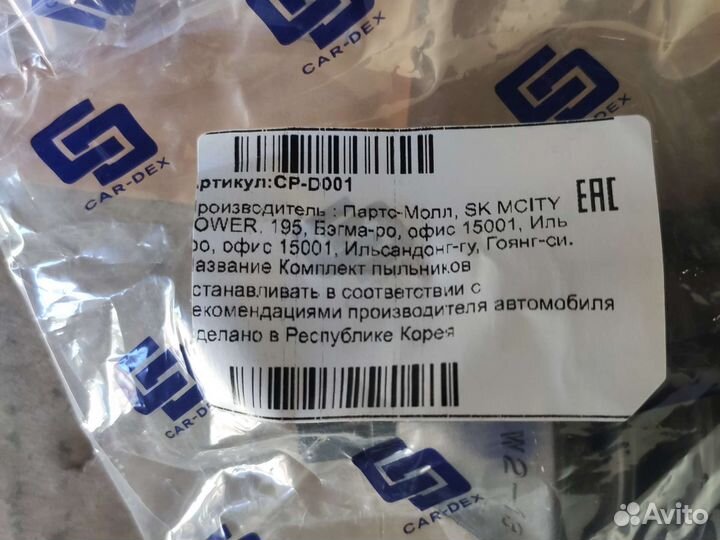 CAR-DEX
CAR-DEX
CAR-DEX
ртикул:CP-D001
EAC
роизводитель : Партс-Молл, SK MCITY
OWER, 195, Бэгма-ро, офис 15001, Иль
ро, офис 15001, Ильсандонг-гу, Гоянг-си.
азвание Комплект пыльников
станавливать в соответствии с
екомендациями производителя автомобиля
делано в Республике Корея
CAR-DEX
CAR-DEX
W2-13
Avito